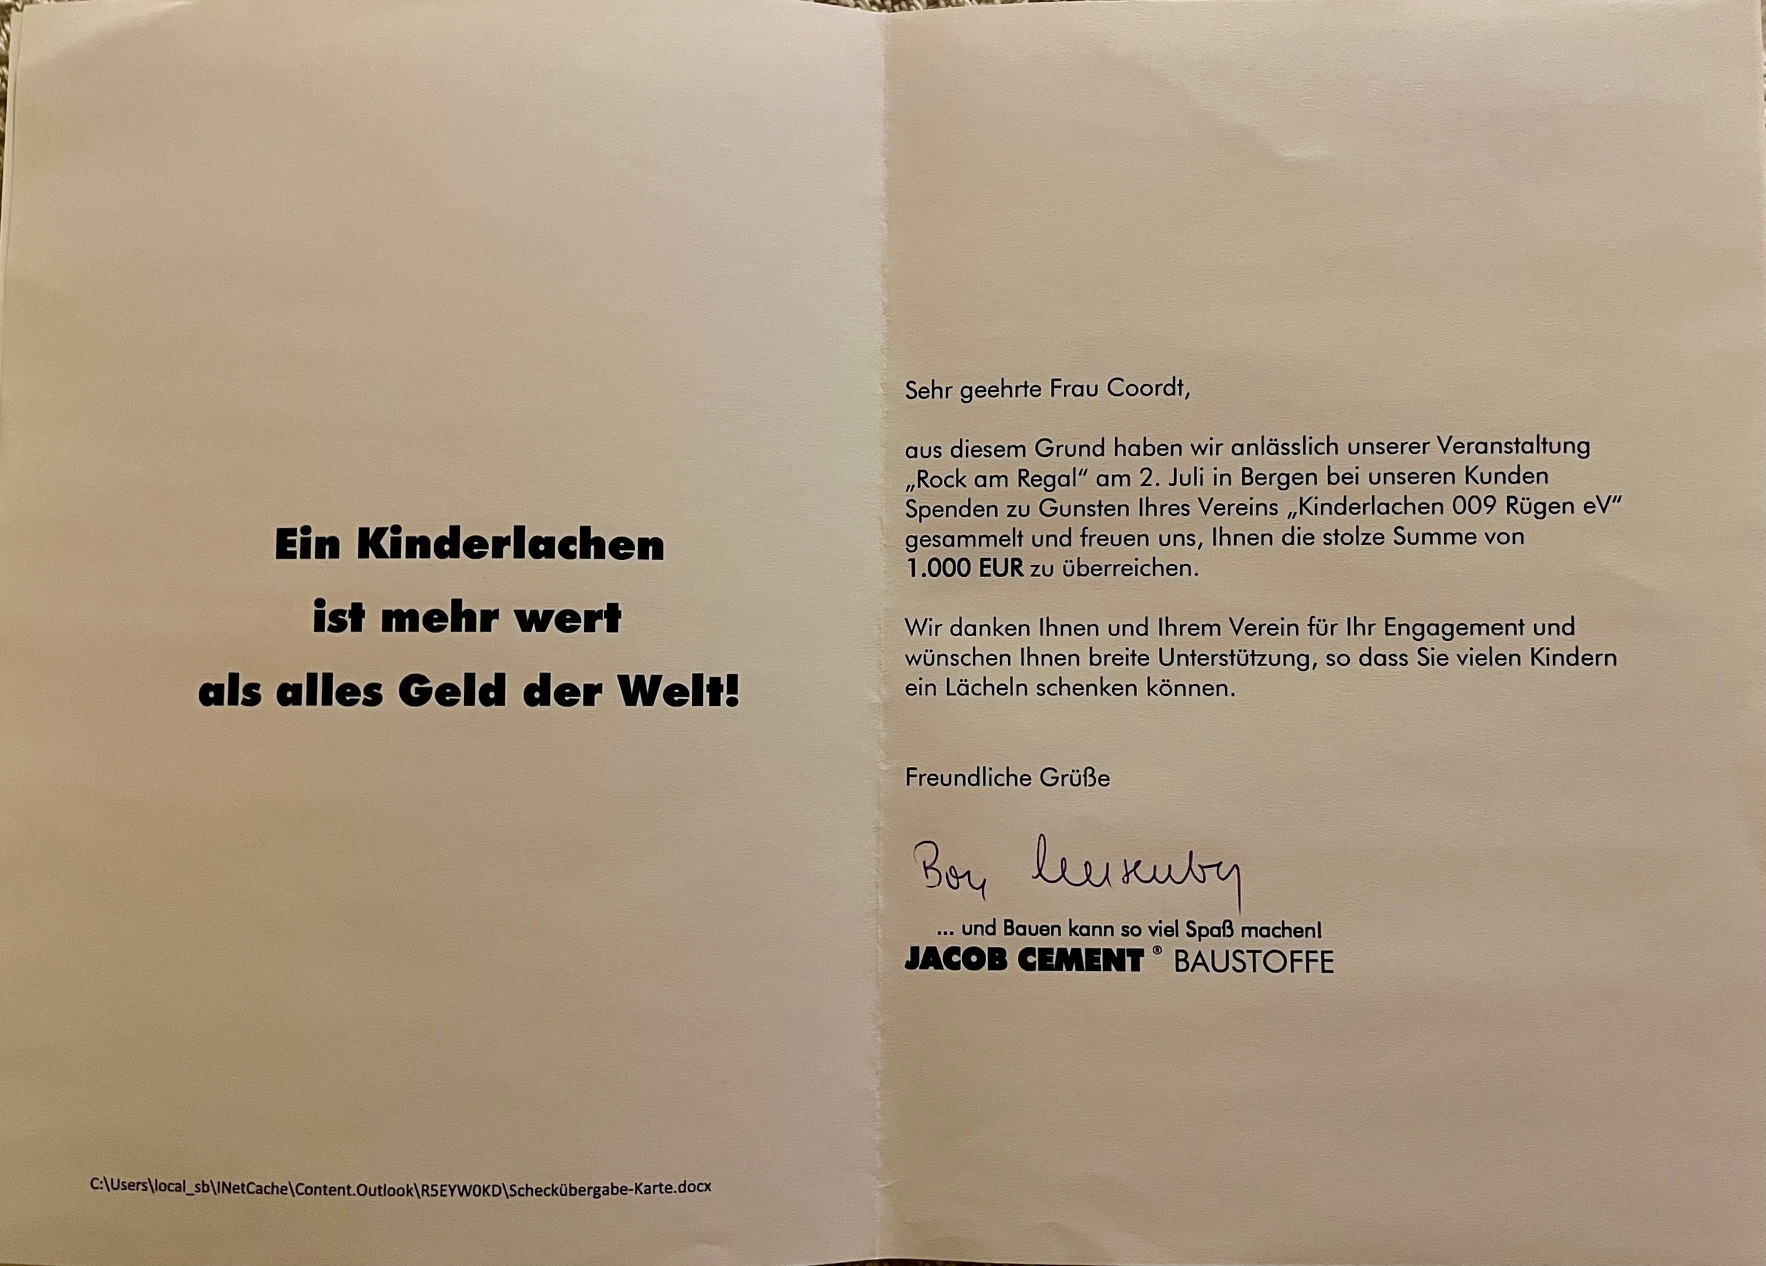 Ein Kinderlachen
ist mehr wert
als alles Geld der Welt!
C:\Users\local_sb\INetCache\Content.Outlook\R5EYW0KD\Scheckübergabe-Karte.docx
Sehr geehrte Frau Coordt,
aus diesem Grund haben wir anlässlich unserer Veranstaltung
„Rock am Regal“ am 2. Juli in Bergen bei unseren Kunden
Spenden zu Gunsten Ihres Vereins „Kinderlachen 009 Rügen eV“
gesammelt und freuen uns, Ihnen die stolze Summe von
1.000 EUR zu überreichen.
Wir danken Ihnen und Ihrem Verein für Ihr Engagement und
wünschen Ihnen breite Unterstützung, so dass Sie vielen Kindern
ein Lächeln schenken können.
Freundliche Grüße
Boy
... und Bauen kann so viel Spaß machen!
JACOB CEMENT® BAUSTOFFE